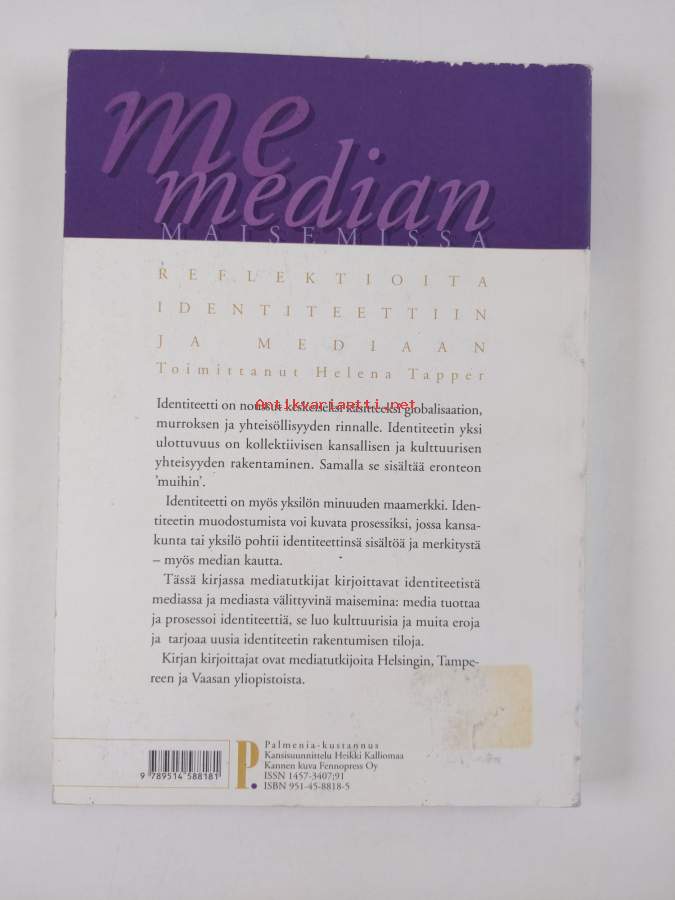 me
median
MAISEMISSA
REFLEKTIOITA
IDENTITEETTIIN
JA MEDIAAN
Toimittanut Helena Tapper
Antikvariaatti.net
Identiteetti on noussut keskeiseksi käsitteeksi globalisaation,
murroksen ja yhteisöllisyyden rinnalle. Identiteetin yksi
ulottuvuus on kollektiivisen kansallisen ja kulttuurisen
yhteisyyden rakentaminen. Samalla se sisältää eronteon
'muihin'.
Identiteetti on myös yksilön minuuden maamerkki. Iden-
titeetin muodostumista voi kuvata prosessiksi, jossa kansa-
kunta tai yksilö pohtii identiteettinsä sisältöä ja merkitystä
– myös median kautta.
Tässä kirjassa mediatutkijat kirjoittavat identiteetistä
mediassa ja mediasta välittyvinä maisemina: media tuottaa
ja prosessoi identiteettiä, se luo kulttuurisia ja muita eroja
ja tarjoaa uusia identiteetin rakentumisen tiloja.
Kirjan kirjoittajat ovat mediatutkijoita Helsingin, Tampe-
reen ja Vaasan yliopistoista.
P.
Palmenia-kustannus
Kansisuunnittelu Heikki Kalliomaa
Kannen kuva Fennopress Oy
ISSN 1457-3407;91
ISBN 951-45-8818-5
9 789514 588181